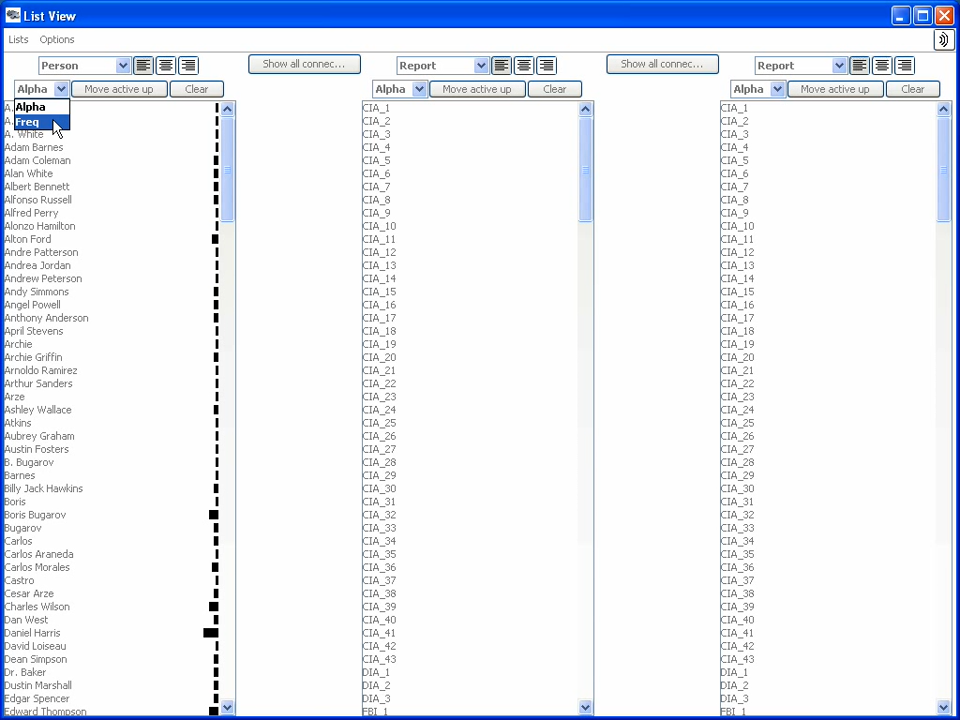 List View
Lists Options
Person
Show all connec...
Report
Show all connec...
Report
Alpha Move active up Clear
Alpha Move active up Clear
Alpha Move active up Clear
Alpha
Freq
A.
A.
A. White
Adam Barnes
Adam Coleman
Alan White
Albert Bennett
Alfonso Russell
Alfred Perry
Alonzo Hamilton
Alton Ford
Andre Patterson
Andrea Jordan
Andrew Peterson
Andy Simmons
Angel Powell
Anthony Anderson
April Stevens
Archie
Archie Griffin
Arnoldo Ramirez
Arthur Sanders
Arze
Ashley Wallace
Atkins
Aubrey Graham
Austin Fosters
B. Bugarov
Barnes
Billy Jack Hawkins
Boris
Boris Bugarov
Bugarov
Carlos
Carlos Araneda
Carlos Morales
Castro
Cesar Arze
Charles Wilson
Dan West
Daniel Harris
David Loiseau
Dean Simpson
Dr. Baker
Dustin Marshall
Edgar Spencer
Edward Thompson
CIA_1
CIA_2
CIA_3
CIA_4
CIA_5
CIA_6
CIA_7
CIA_8
CIA_9
CIA_10
CIA_11
CIA_12
CIA_13
CIA_14
CIA_15
CIA_16
CIA_17
CIA_18
CIA_19
CIA_20
CIA_21
CIA_22
CIA_23
CIA_24
CIA_25
CIA_26
CIA_27
CIA_28
CIA_29
CIA_30
CIA_31
CIA_32
CIA_33
CIA_34
CIA_35
CIA_36
CIA_37
CIA_38
CIA_39
CIA_40
CIA_41
CIA_42
CIA_43
DIA_1
DIA_2
DIA_3
FBI_1
CIA_1
CIA_2
CIA_3
CIA_4
CIA_5
CIA_6
CIA_7
CIA_8
CIA_9
CIA_10
CIA_11
CIA_12
CIA_13
CIA_14
CIA_15
CIA_16
CIA_17
CIA_18
CIA_19
CIA_20
CIA_21
CIA_22
CIA_23
CIA_24
CIA_25
CIA_26
CIA_27
CIA_28
CIA_29
CIA_30
CIA_31
CIA_32
CIA_33
CIA_34
CIA_35
CIA_36
CIA_37
CIA_38
CIA_39
CIA_40
CIA_41
CIA_42
CIA_43
DIA_1
DIA_2
DIA_3
FBI_1